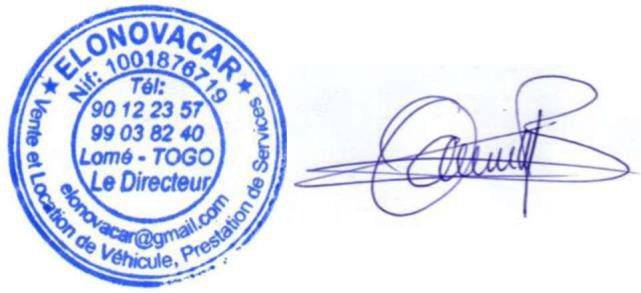 ★ ELONOVACAR ★
Nif: 1001876719
Tél:
90 12 23 57
99 03 82 40
Lomé - TOGO
Le Directeur
elonovacar@gmail.com
Vente et Location de Véhicule, Prestation de Services